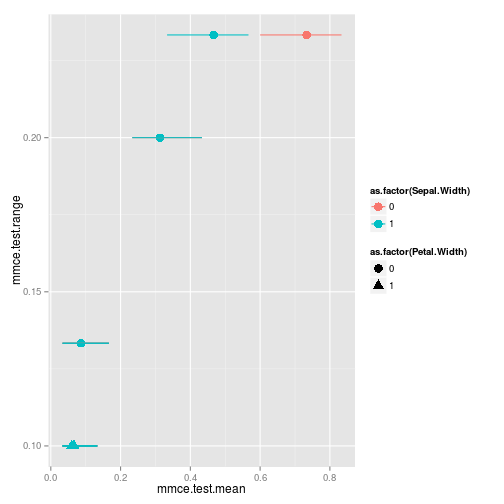 mmce.test.range
0.20
0.15
0.10
0.0 0.2 0.4 0.6 0.8
mmce.test.mean
as.factor(Sepal.Width)
0
1
as.factor(Petal.Width)
0
1